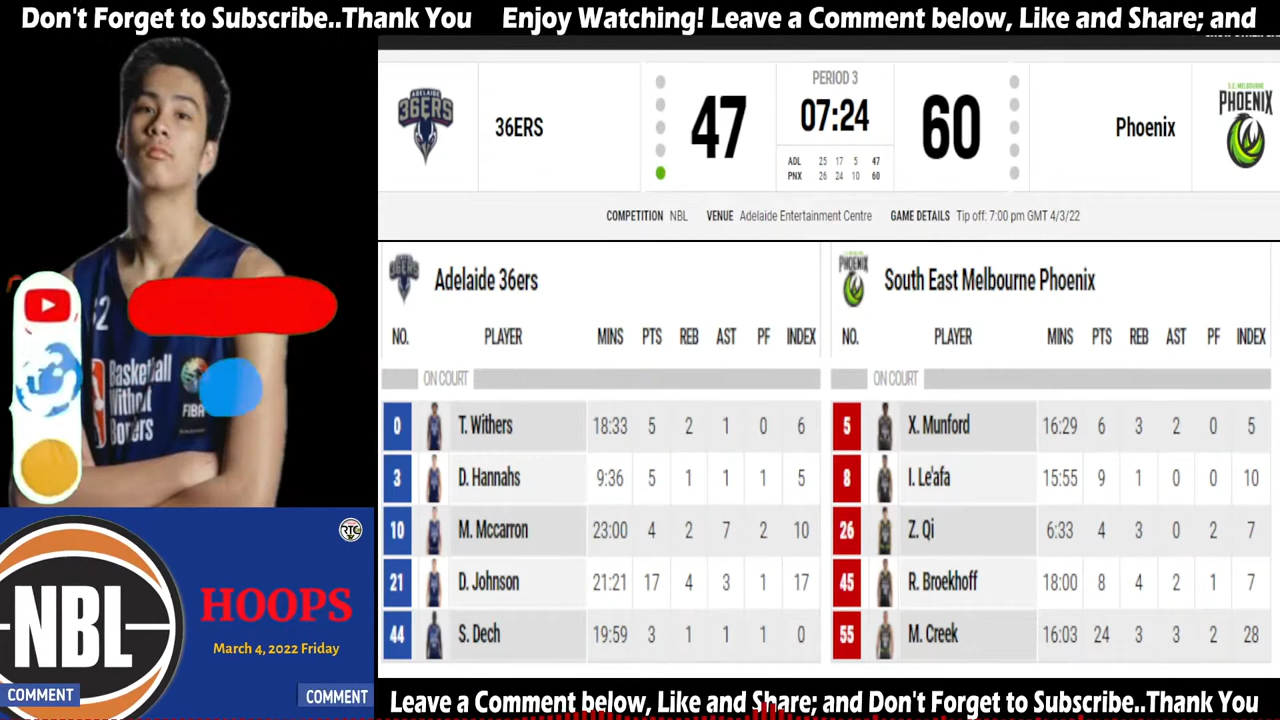 Don't Forget to Subscribe..Thank You Enjoy Watching! Leave a Comment below, Like and Share; and
ADELAIDE
36ERS
36ERS
47
PERIOD 3
07:24
ADL 25 17 5 47
PNX 26 24 10 60
60
Phoenix
S.E. MELBOURNE
PHOENIX
COMPETITION NBL VENUE Adelaide Entertainment Centre GAME DETAILS Tip off: 7:00 pm GMT 4/3/22
36ERS
Adelaide 36ers
NO. PLAYER MINS PTS REB AST PF INDEX
ON COURT
0 T. Withers 18:33 5 2 1 0 6
3 D. Hannahs 9:36 5 1 1 1 5
10 M. Mccarron 23:00 4 2 7 2 10
21 D. Johnson 21:21 17 4 3 1 17
44 S. Dech 19:59 3 1 1 1 0
PHOENIX
South East Melbourne Phoenix
NO. PLAYER MINS PTS REB AST PF INDEX
ON COURT
5 X. Munford 16:29 6 3 2 0 5
8 I. Le'afa 15:55 9 1 0 0 10
26 Z. Qi 6:33 4 3 0 2 7
45 R. Broekhoff 18:00 8 4 2 1 7
55 M. Creek 16:03 24 3 3 2 28
2
Basketball
Without
Borders
FIBA
RTC
NBL
HOOPS
March 4, 2022 Friday
COMMENT
COMMENT
Leave a Comment below, Like and Share; and Don't Forget to Subscribe..Thank You